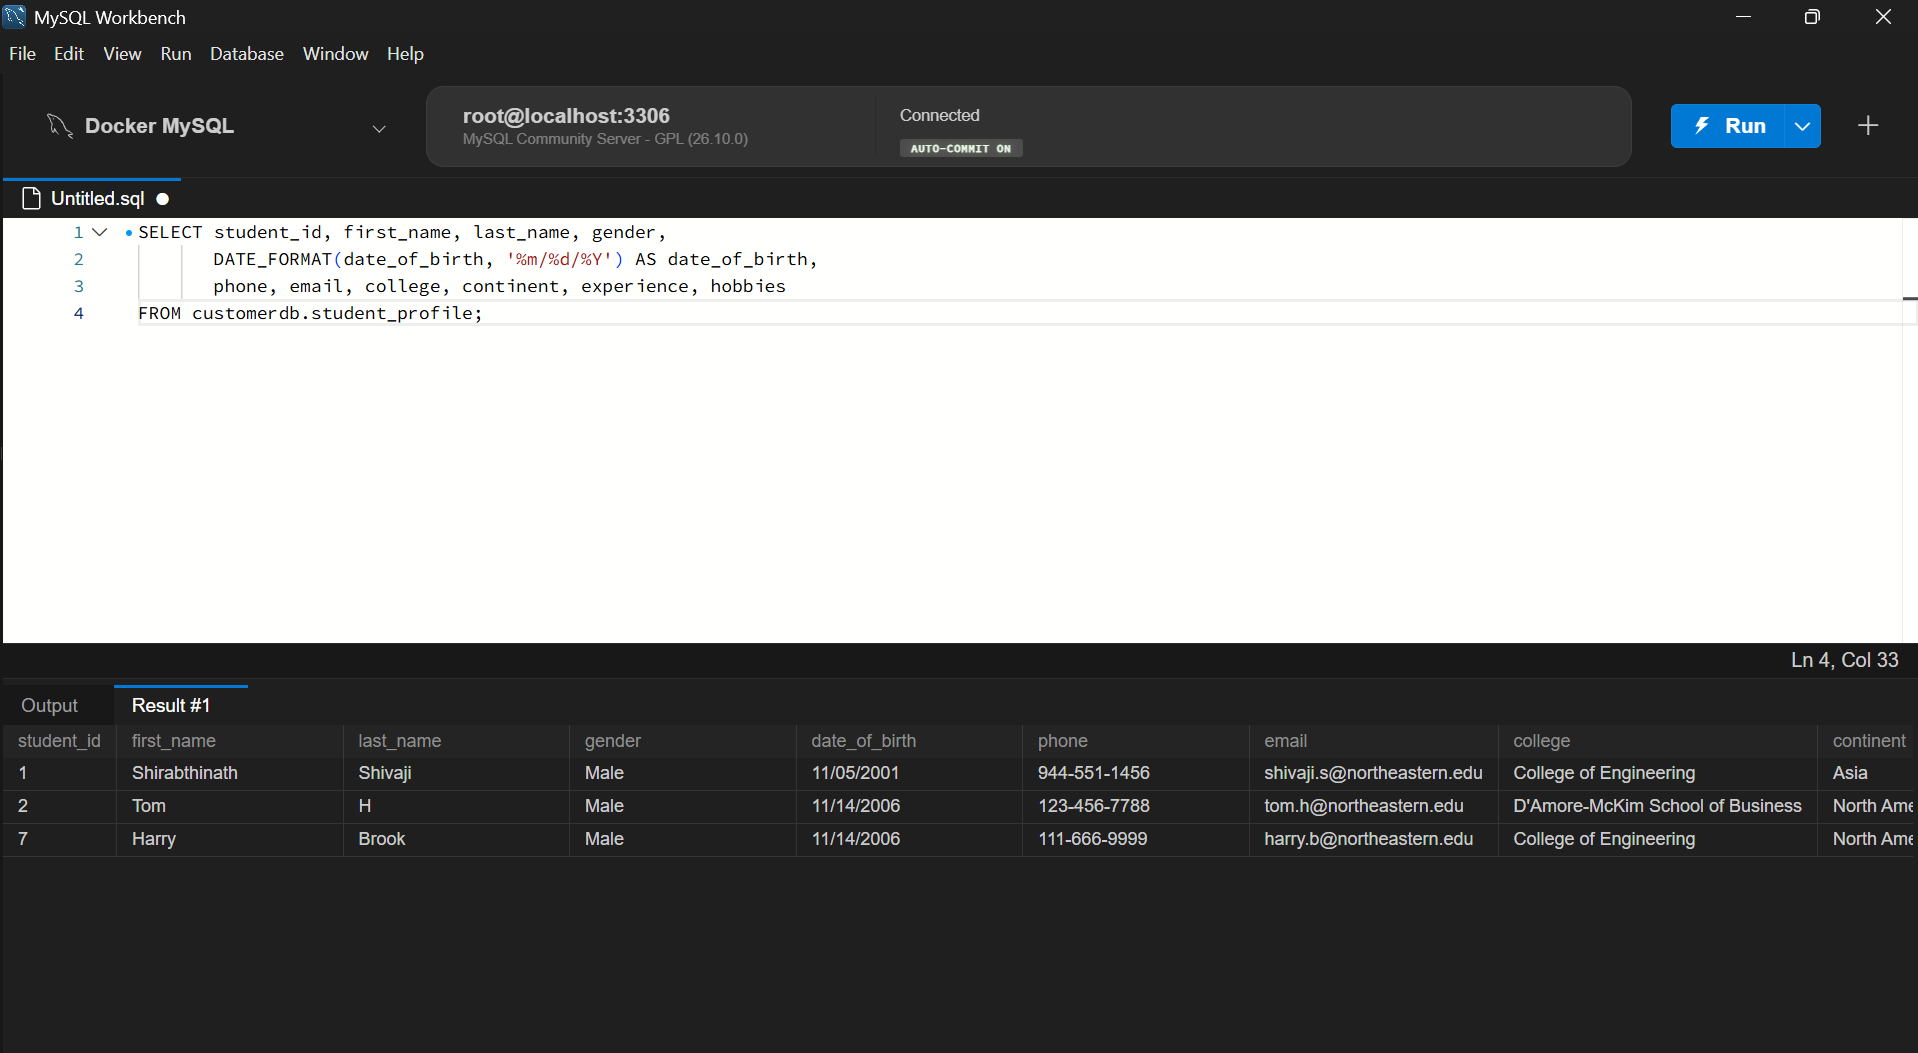 MySQL Workbench
File Edit View Run Database Window Help
Docker MySQL
root@localhost:3306
MySQL Community Server - GPL (26.10.0)
Connected
AUTO-COMMIT ON
Run
Untitled.sql
1 SELECT student_id, first_name, last_name, gender,
2 DATE_FORMAT(date_of_birth, '%m/%d/%Y') AS date_of_birth,
3 phone, email, college, continent, experience, hobbies
4 FROM customerdb.student_profile;
Ln 4, Col 33
Output Result #1
student_id first_name last_name gender date_of_birth phone email college continent
1 Shirabthinath Shivaji Male 11/05/2001 944-551-1456 shivaji.s@northeastern.edu College of Engineering Asia
2 Tom H Male 11/14/2006 123-456-7788 tom.h@northeastern.edu D'Amore-McKim School of Business North Ame
7 Harry Brook Male 11/14/2006 111-666-9999 harry.b@northeastern.edu College of Engineering North Ame